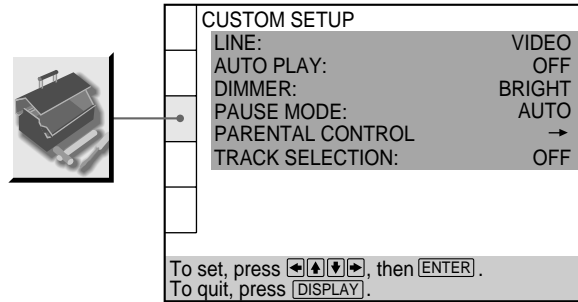 CUSTOM SETUP
LINE: VIDEO
AUTO PLAY: OFF
DIMMER: BRIGHT
PAUSE MODE: AUTO
PARENTAL CONTROL →
TRACK SELECTION: OFF
To set, press ←↑↓→, then ENTER.
To quit, press DISPLAY.